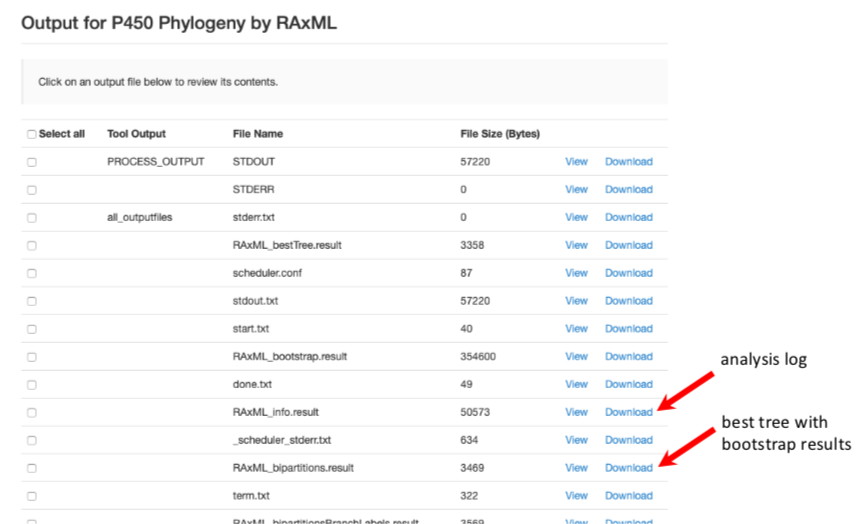 Output for P450 Phylogeny by RAxML
Click on an output file below to review its contents.
Select all Tool Output File Name File Size (Bytes)
PROCESS_OUTPUT STDOUT 57220 View Download
STDERR 0 View Download
all_outputfiles stderr.txt 0 View Download
RAxML_bestTree.result 3358 View Download
scheduler.conf 87 View Download
stdout.txt 57220 View Download
start.txt 40 View Download
RAxML_bootstrap.result 354600 View Download
analysis log
done.txt 49 View Download
RAxML_info.result 50573 View Download
best tree with
_scheduler_stderr.txt 634 View Download
bootstrap results
RAxML_bipartitions.result 3469 View Download
term.txt 322 View Download
RAxML_bipartitionsBranchLabels.result 3569 View Download